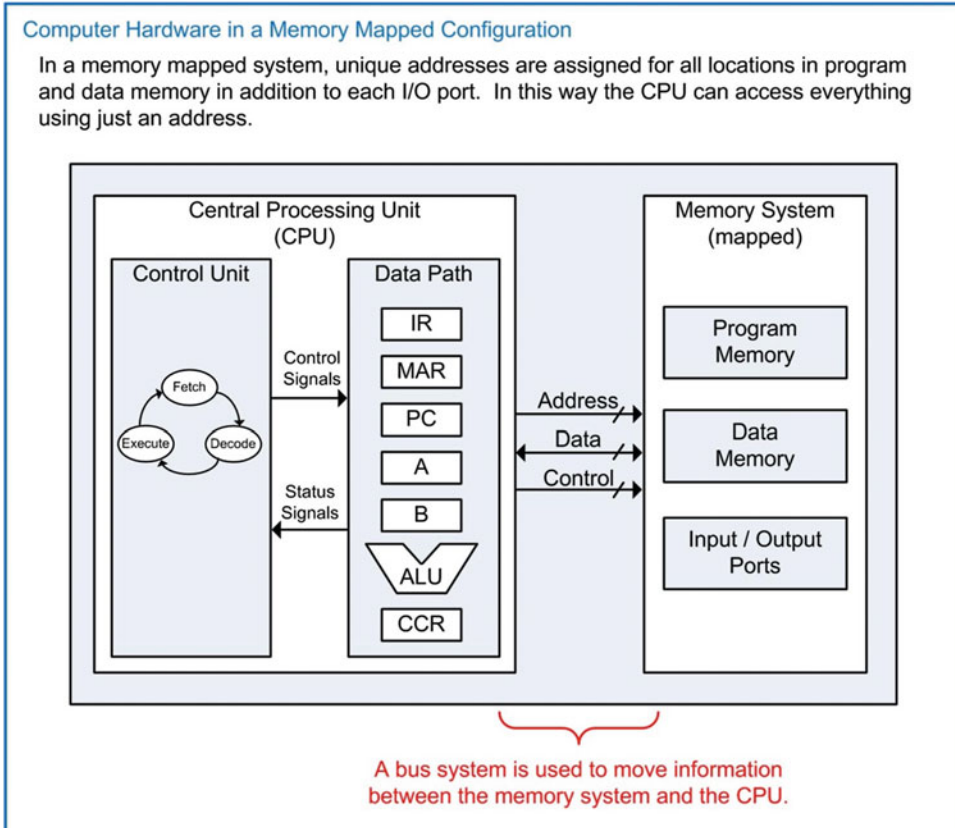 Computer Hardware in a Memory Mapped Configuration
In a memory mapped system, unique addresses are assigned for all locations in program
and data memory in addition to each I/O port. In this way the CPU can access everything
using just an address.
Central Processing Unit
(CPU)
Control Unit
Fetch
Execute
Decode
Control
Signals
Status
Signals
Data Path
IR
MAR
PC
A
B
ALU
CCR
Address
Data
Control
Memory System
(mapped)
Program
Memory
Data
Memory
Input / Output
Ports
A bus system is used to move information
between the memory system and the CPU.